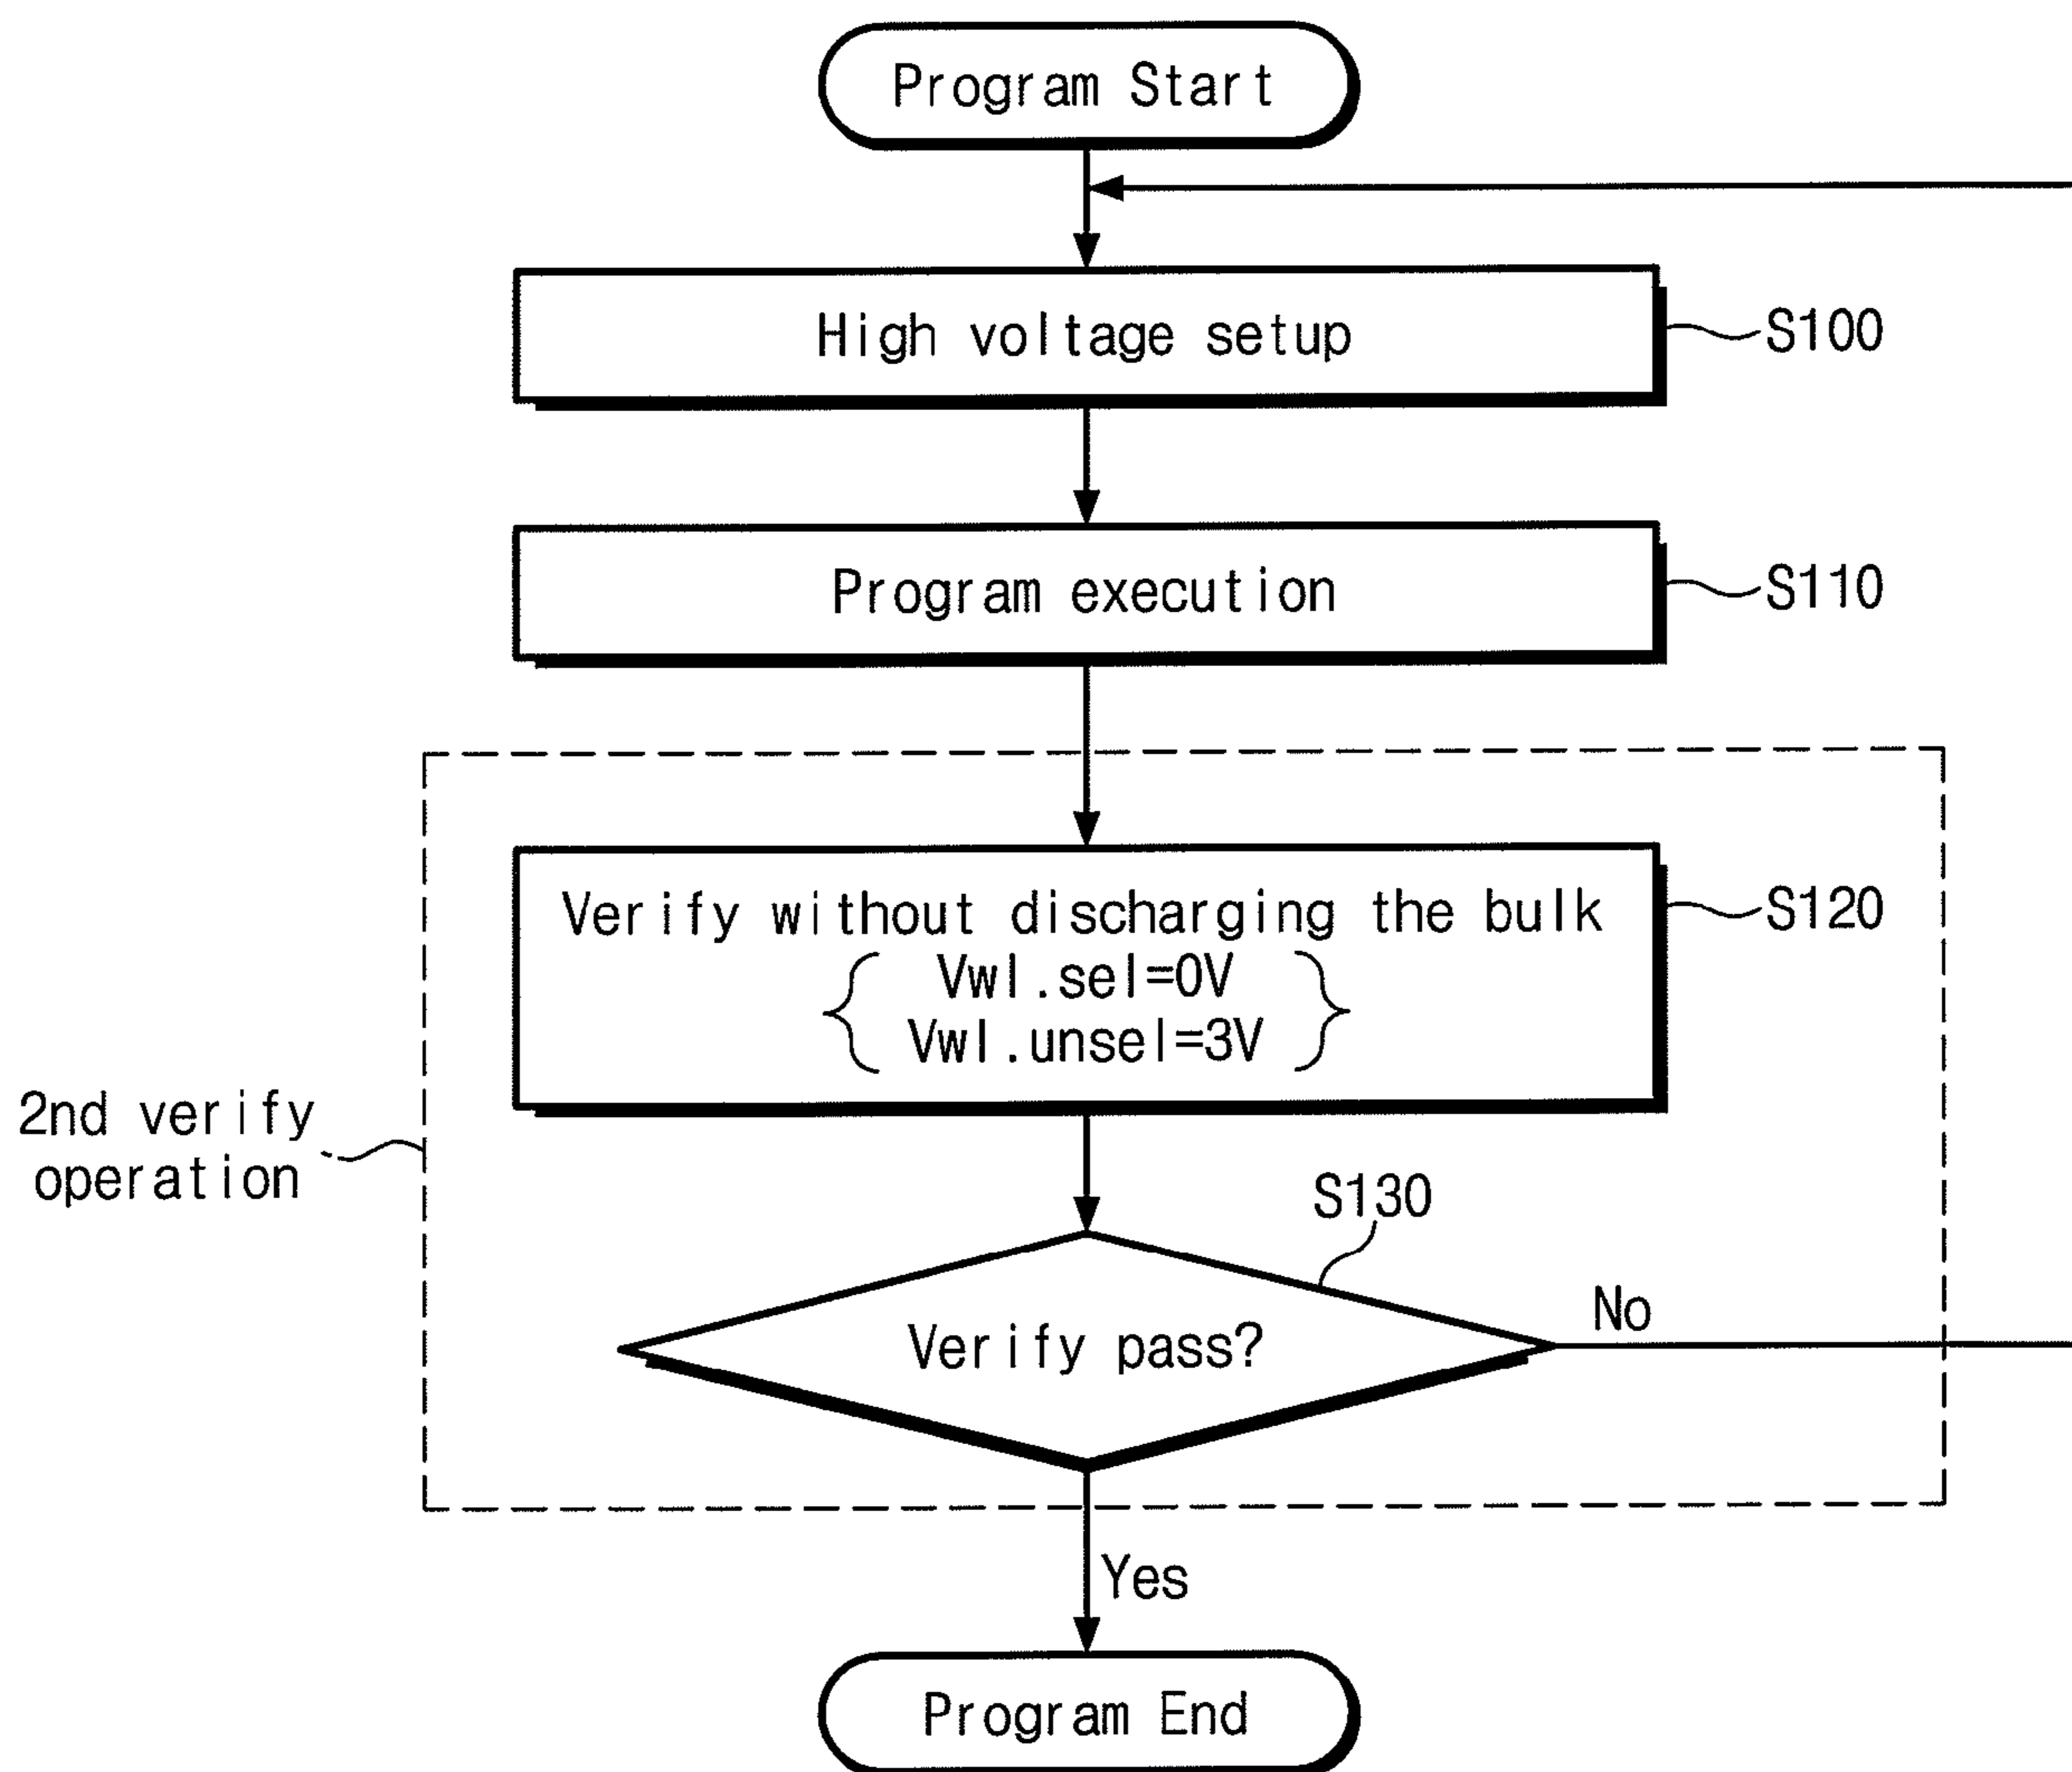 Program Start
High voltage setup
S100
Program execution
S110
Verify without discharging the bulk
Vwl.sel=0V
Vwl.unsel=3V
S120
2nd verify
operation
S130
Verify pass?
No
Yes
Program End